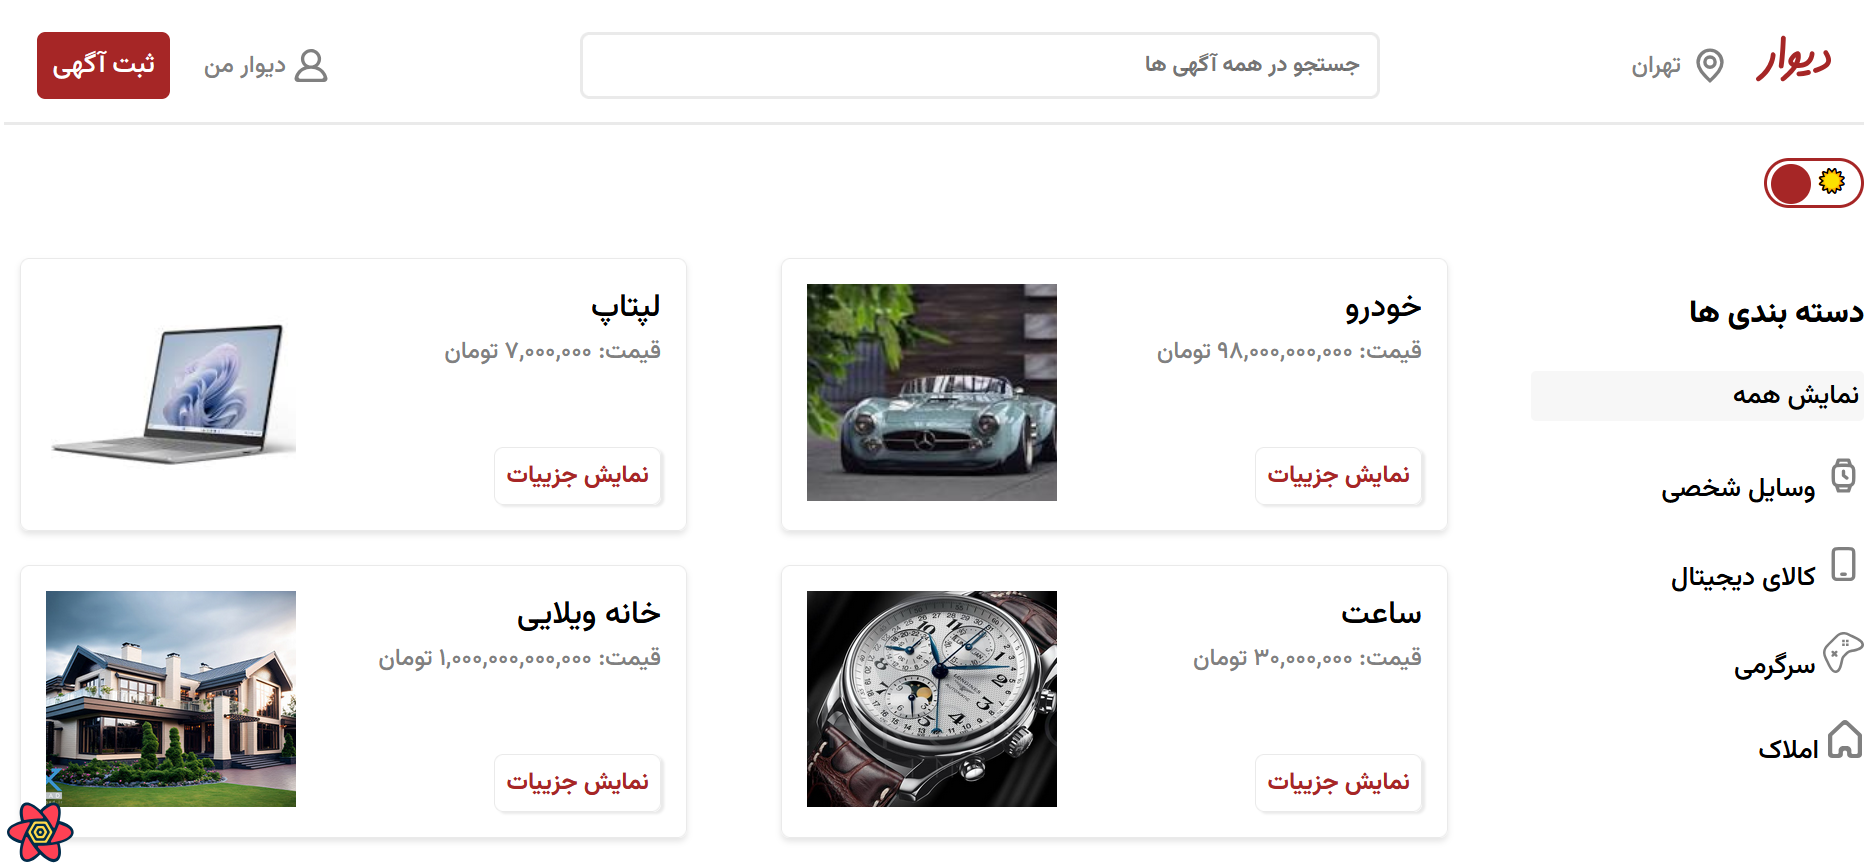 دیوار
تهران
جستجو در همه آگهی ها
دیوار من
ثبت آگهی
دسته بندی ها
نمایش همه
وسایل شخصی
کالای دیجیتال
سرگرمی
املاک
خودرو
قیمت: ۹۸,۰۰۰,۰۰۰,۰۰۰ تومان
نمایش جزییات
لپتاپ
قیمت: ۷,۰۰۰,۰۰۰ تومان
نمایش جزییات
ساعت
قیمت: ۳۰,۰۰۰,۰۰۰ تومان
نمایش جزییات
خانه ویلایی
قیمت: ۱,۰۰۰,۰۰۰,۰۰۰,۰۰۰ تومان
نمایش جزییات